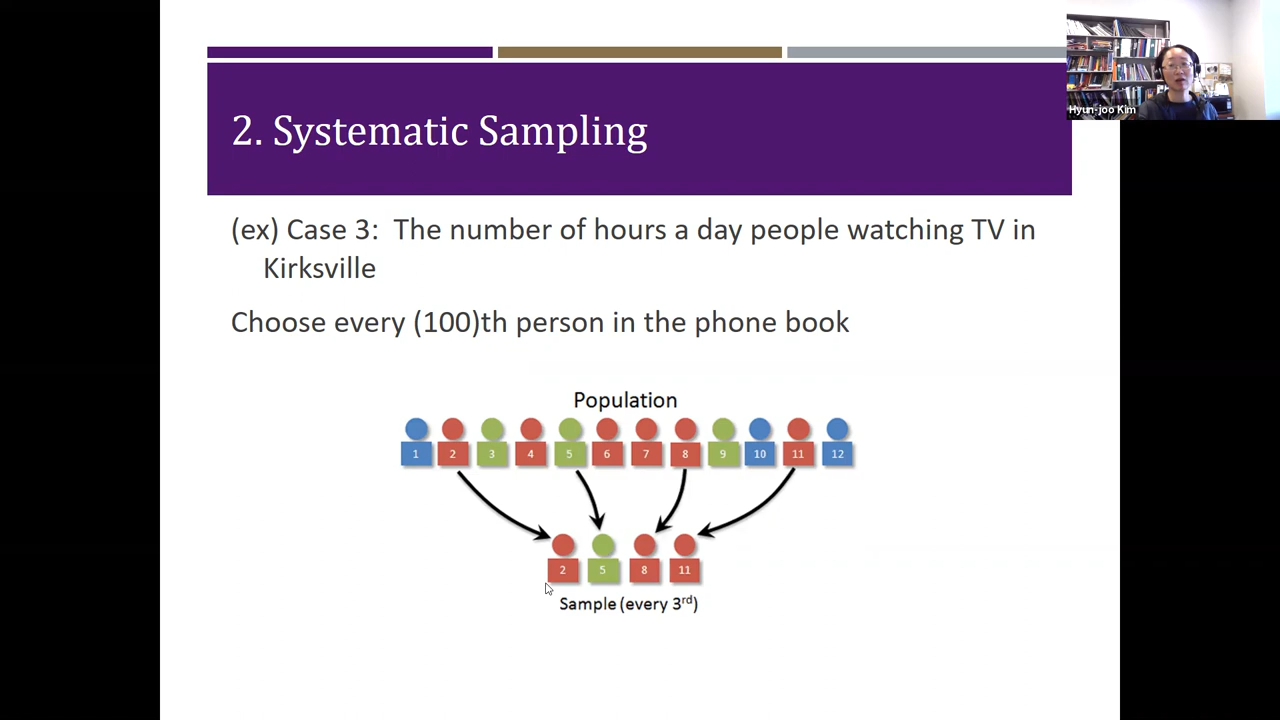 Hyun-joo Kim
2. Systematic Sampling
(ex) Case 3: The number of hours a day people watching TV in
Kirksville
Choose every (100)th person in the phone book
Population
1 2 3 4 5 6 7 8 9 10 11 12
2 5 8 11
Sample (every 3rd)